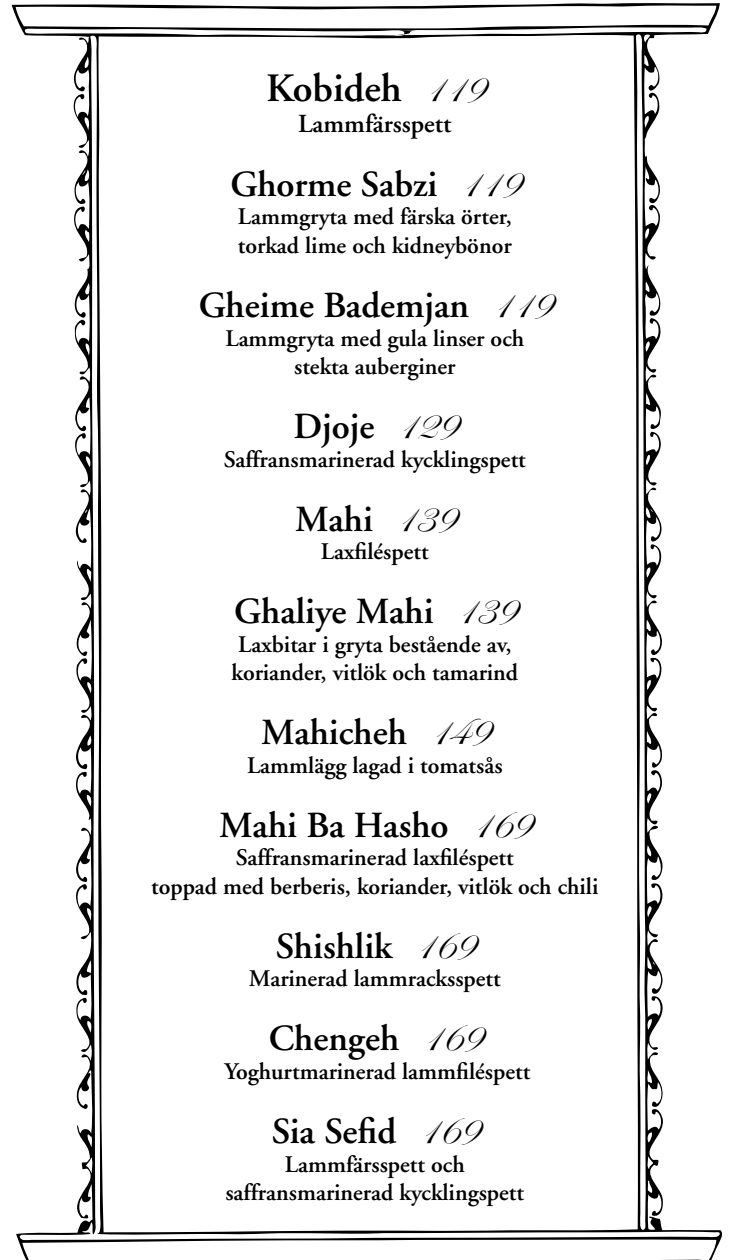 Kobideh 119
Lammfärsspett
Ghorme Sabzi 119
Lammgryta med färska örter,
torkad lime och kidneybönor
Gheime Bademjan 119
Lammgryta med gula linser och
stekta auberginer
Djoje 129
Saffransmarinerad kycklingspett
Mahi 139
Laxfiléspett
Ghaliye Mahi 139
Laxbitar i gryta bestående av,
koriander, vitlök och tamarind
Mahicheh 149
Lammlägg lagad i tomatsås
Mahi Ba Hasho 169
Saffransmarinerad laxfiléspett
toppad med berberis, koriander, vitlök och chili
Shishlik 169
Marinerad lammracksspett
Chengeh 169
Yoghurtmarinerad lammfiléspett
Sia Sefid 169
Lammfärsspett och
saffransmarinerad kycklingspett